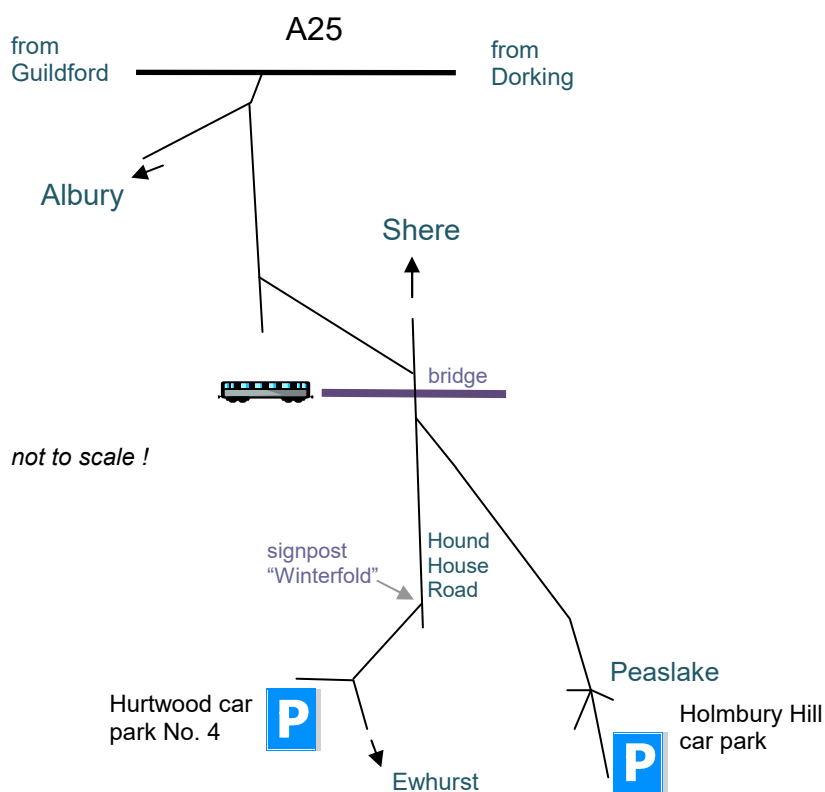 A25
from
Guildford
from
Dorking
Albury
Shere
bridge
not to scale !
signpost
“Winterfold”
Hound
House
Road
Peaslake
Hurtwood car
park No. 4
P
Holmbury Hill
car park
P
Ewhurst